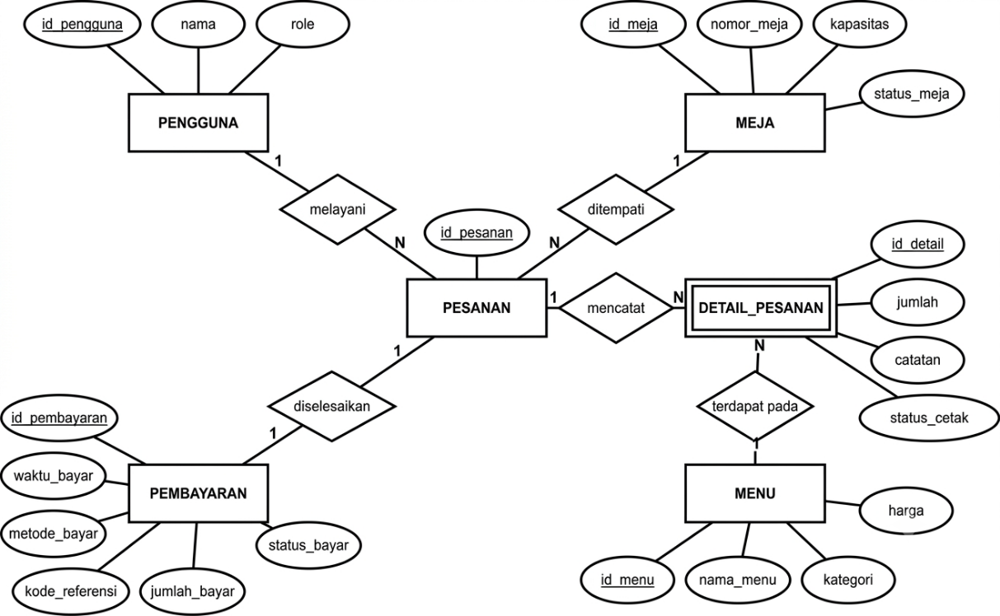 id_pengguna
nama
role
id_meja
nomor_meja
kapasitas
status_meja
PENGGUNA
MEJA
1
1
melayani
ditempati
N
N
id_pesanan
id_detail
PESANAN
1
mencatat
N
DETAIL_PESANAN
jumlah
catatan
status_cetak
1
N
diselesaikan
terdapat pada
1
1
id_pembayaran
waktu_bayar
metode_bayar
kode_referensi
jumlah_bayar
status_bayar
PEMBAYARAN
MENU
harga
id_menu
nama_menu
kategori